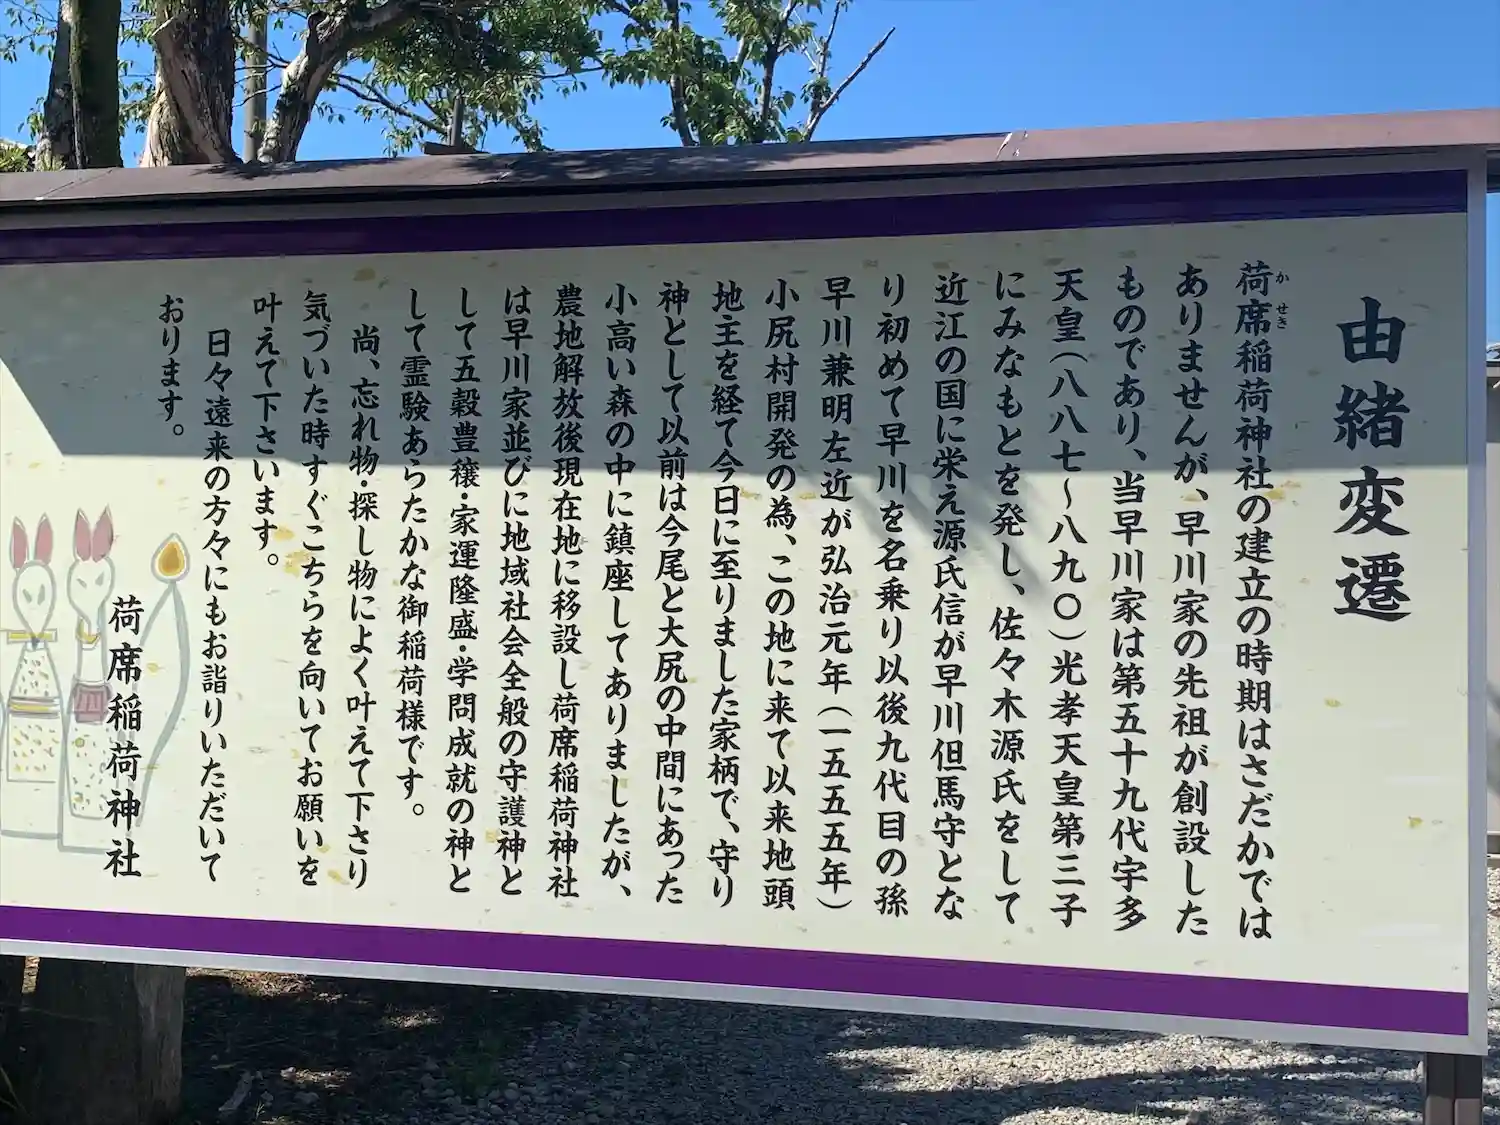 由緒変遷
荷席稲荷神社の建立の時期はさだかでは
かせき
ありませんが、早川家の先祖が創設した
ものであり、当早川家は第五十九代宇多
天皇(八八七〜八九〇)光孝天皇第三子
にみなもとを発し、佐々木源氏をして
近江の国に栄え源氏信が早川但馬守とな
り初めて早川を名乗り以後九代目の孫
早川兼明左近が弘治元年(一五五五年)
小尻村開発の為、この地に来て以来地頭
地主を経て今日に至りました家柄で、守り
神として以前は今尾と大尻の中間にあった
小高い森の中に鎮座してありましたが、
農地解放後現在地に移設し荷席稲荷神社
は早川家並びに地域社会全般の守護神と
して五穀豊穣・家運隆盛・学問成就の神と
して霊験あらたかな御稲荷様です。
尚、忘れ物・探し物によく叶えて下さり
気づいた時すぐこちらを向いてお願いを
叶えて下さいます。
日々遠来の方々にもお詣りいただいて
おります。
荷席稲荷神社